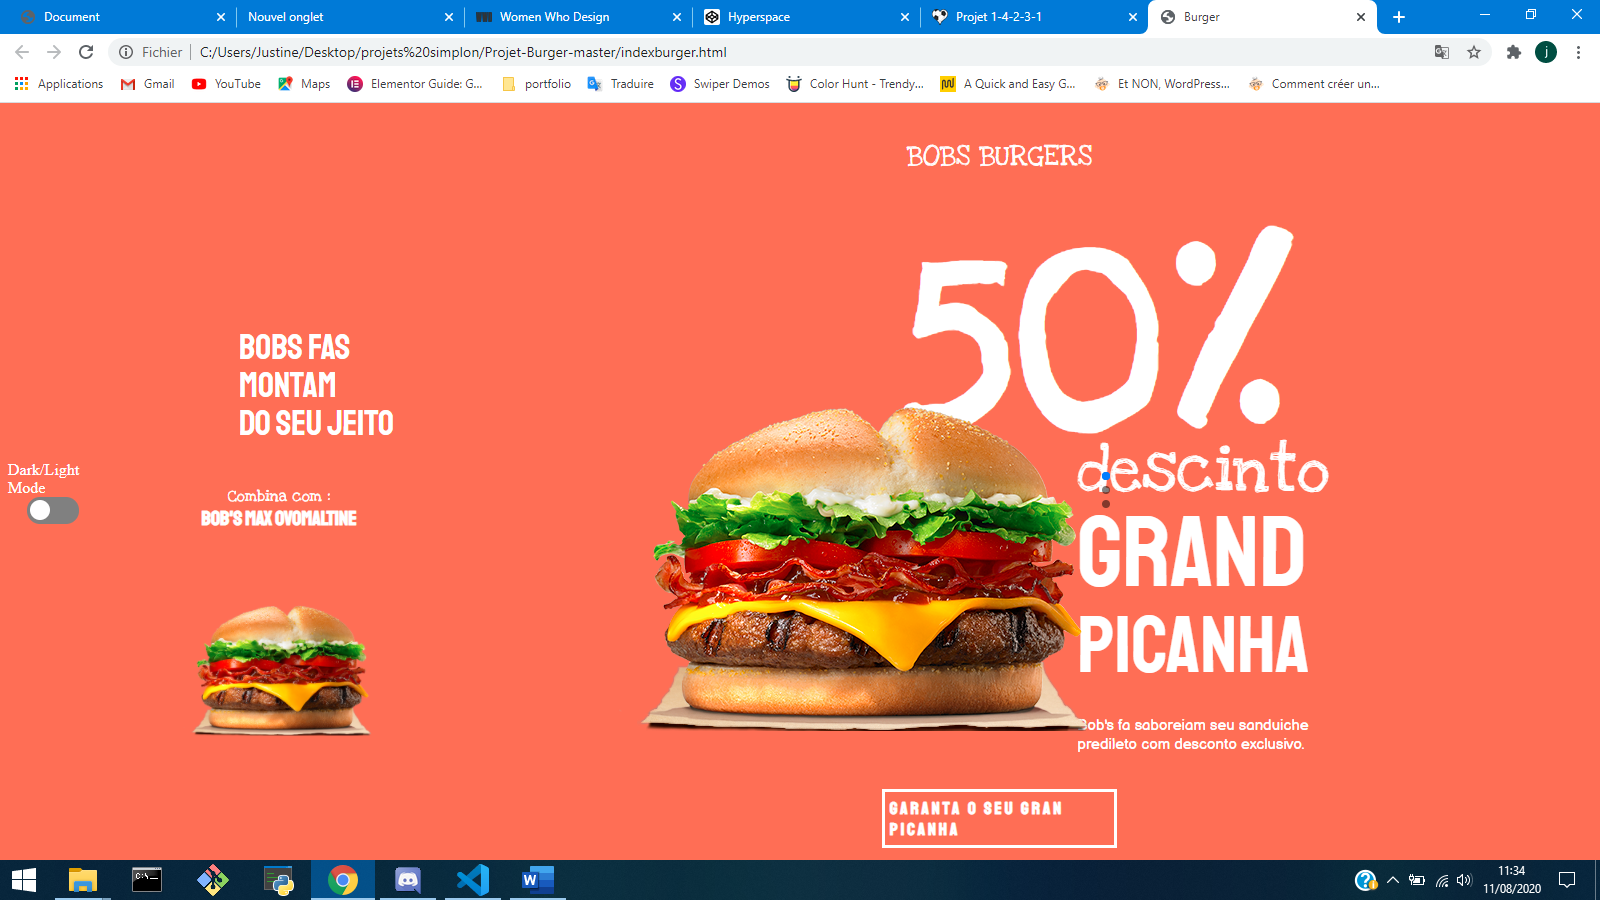 Document
Nouvel onglet
Women Who Design
Hyperspace
Projet 1-4-2-3-1
Burger
Fichier
C:/Users/Justine/Desktop/projets%20simplon/Projet-Burger-master/indexburger.html
j
Applications
Gmail
YouTube
Maps
Elementor Guide: G...
portfolio
Traduire
Swiper Demos
Color Hunt - Trendy...
A Quick and Easy G...
Et NON, WordPress...
Comment créer un...
BOBS BURGERS
50%
descinto
GRAND
PICANHA
Bob's fa saboreiam seu sanduiche
predileto com desconto exclusivo.
GARANTA O SEU GRAN
PICANHA
BOBS FAS
MONTAM
DO SEU JEITO
Dark/Light
Mode
Combina com :
BOB'S MAX OVOMALTINE
11:34
11/08/2020